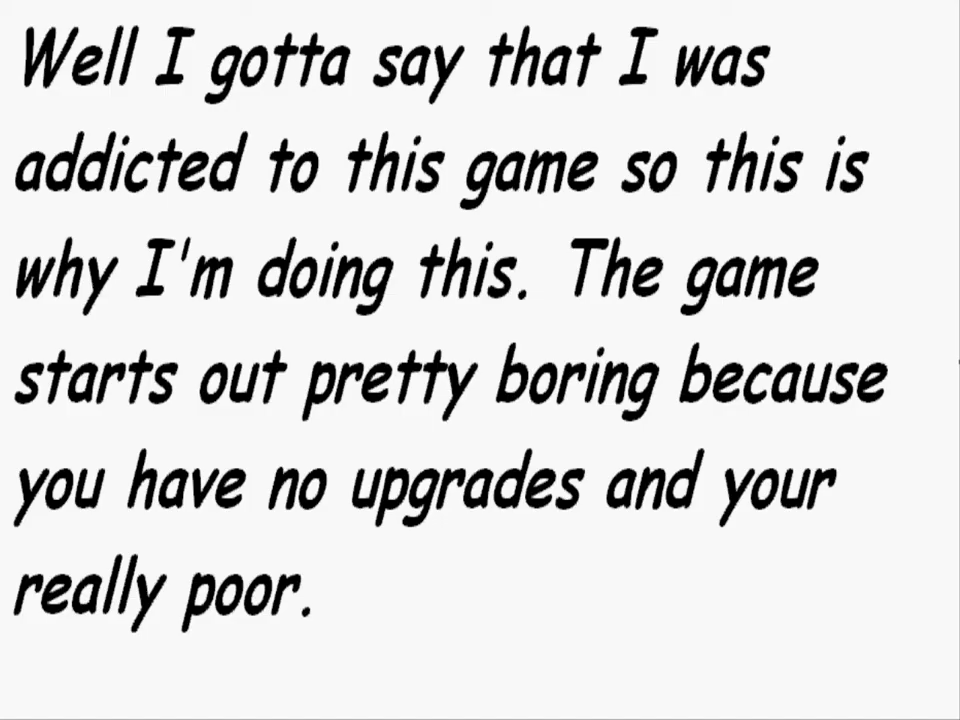 Well I gotta say that I was
addicted to this game so this is
why I'm doing this. The game
starts out pretty boring because
you have no upgrades and your
really poor.